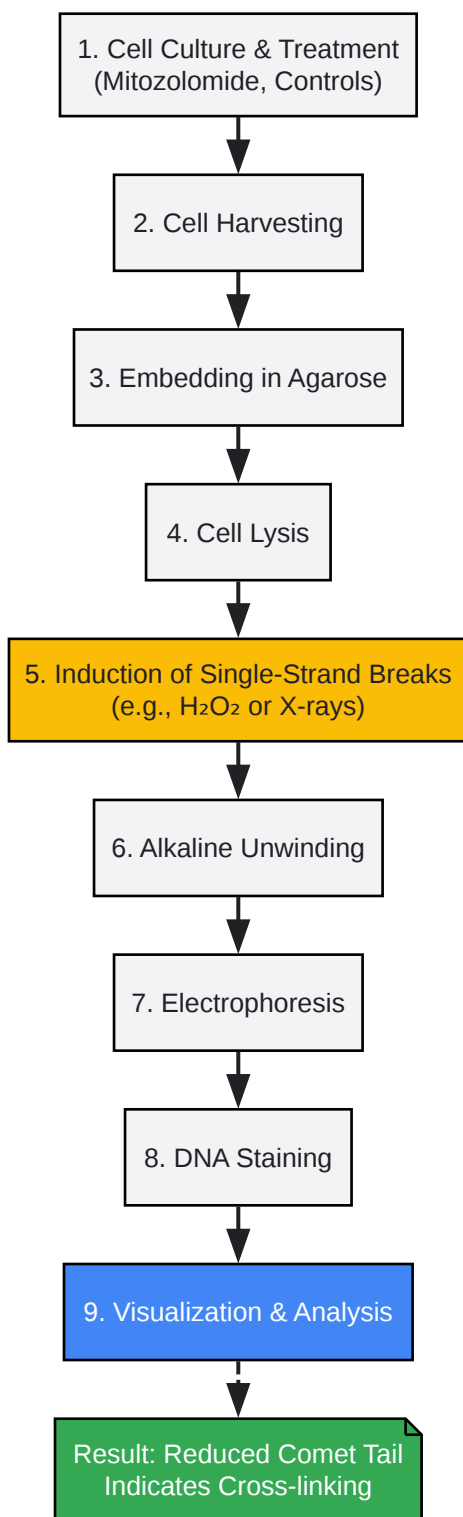 1. Cell Culture & Treatment
(Mitozolomide, Controls)
2. Cell Harvesting
3. Embedding in Agarose
4. Cell Lysis
5. Induction of Single-Strand Breaks
(e.g., H₂O₂ or X-rays)
6. Alkaline Unwinding
7. Electrophoresis
8. DNA Staining
9. Visualization & Analysis
Result: Reduced Comet Tail
Indicates Cross-linking